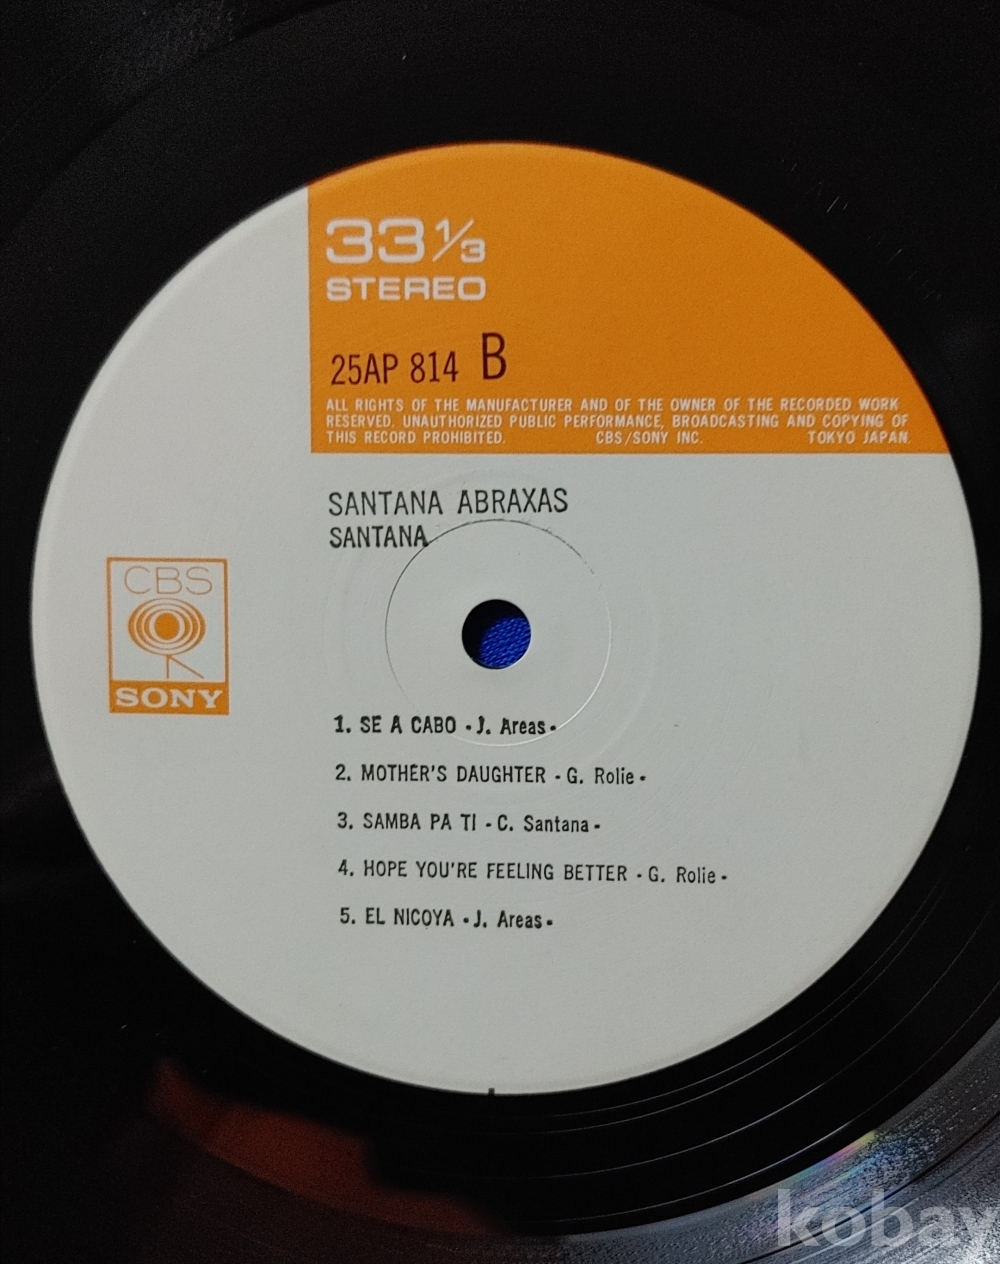 33 1/3
STEREO
25AP 814 B
ALL RIGHTS OF THE MANUFACTURER AND OF THE OWNER OF THE RECORDED WORK
RESERVED. UNAUTHORIZED PUBLIC PERFORMANCE, BROADCASTING AND COPYING OF
THIS RECORD PROHIBITED. CBS/SONY INC. TOKYO JAPAN.
SANTANA ABRAXAS
SANTANA
CBS
SONY
1. SE A CABO - J. Areas -
2. MOTHER'S DAUGHTER - G. Rolie -
3. SAMBA PA TI - C. Santana -
4. HOPE YOU'RE FEELING BETTER - G. Rolie -
5. EL NICOYA - J. Areas -
kobay